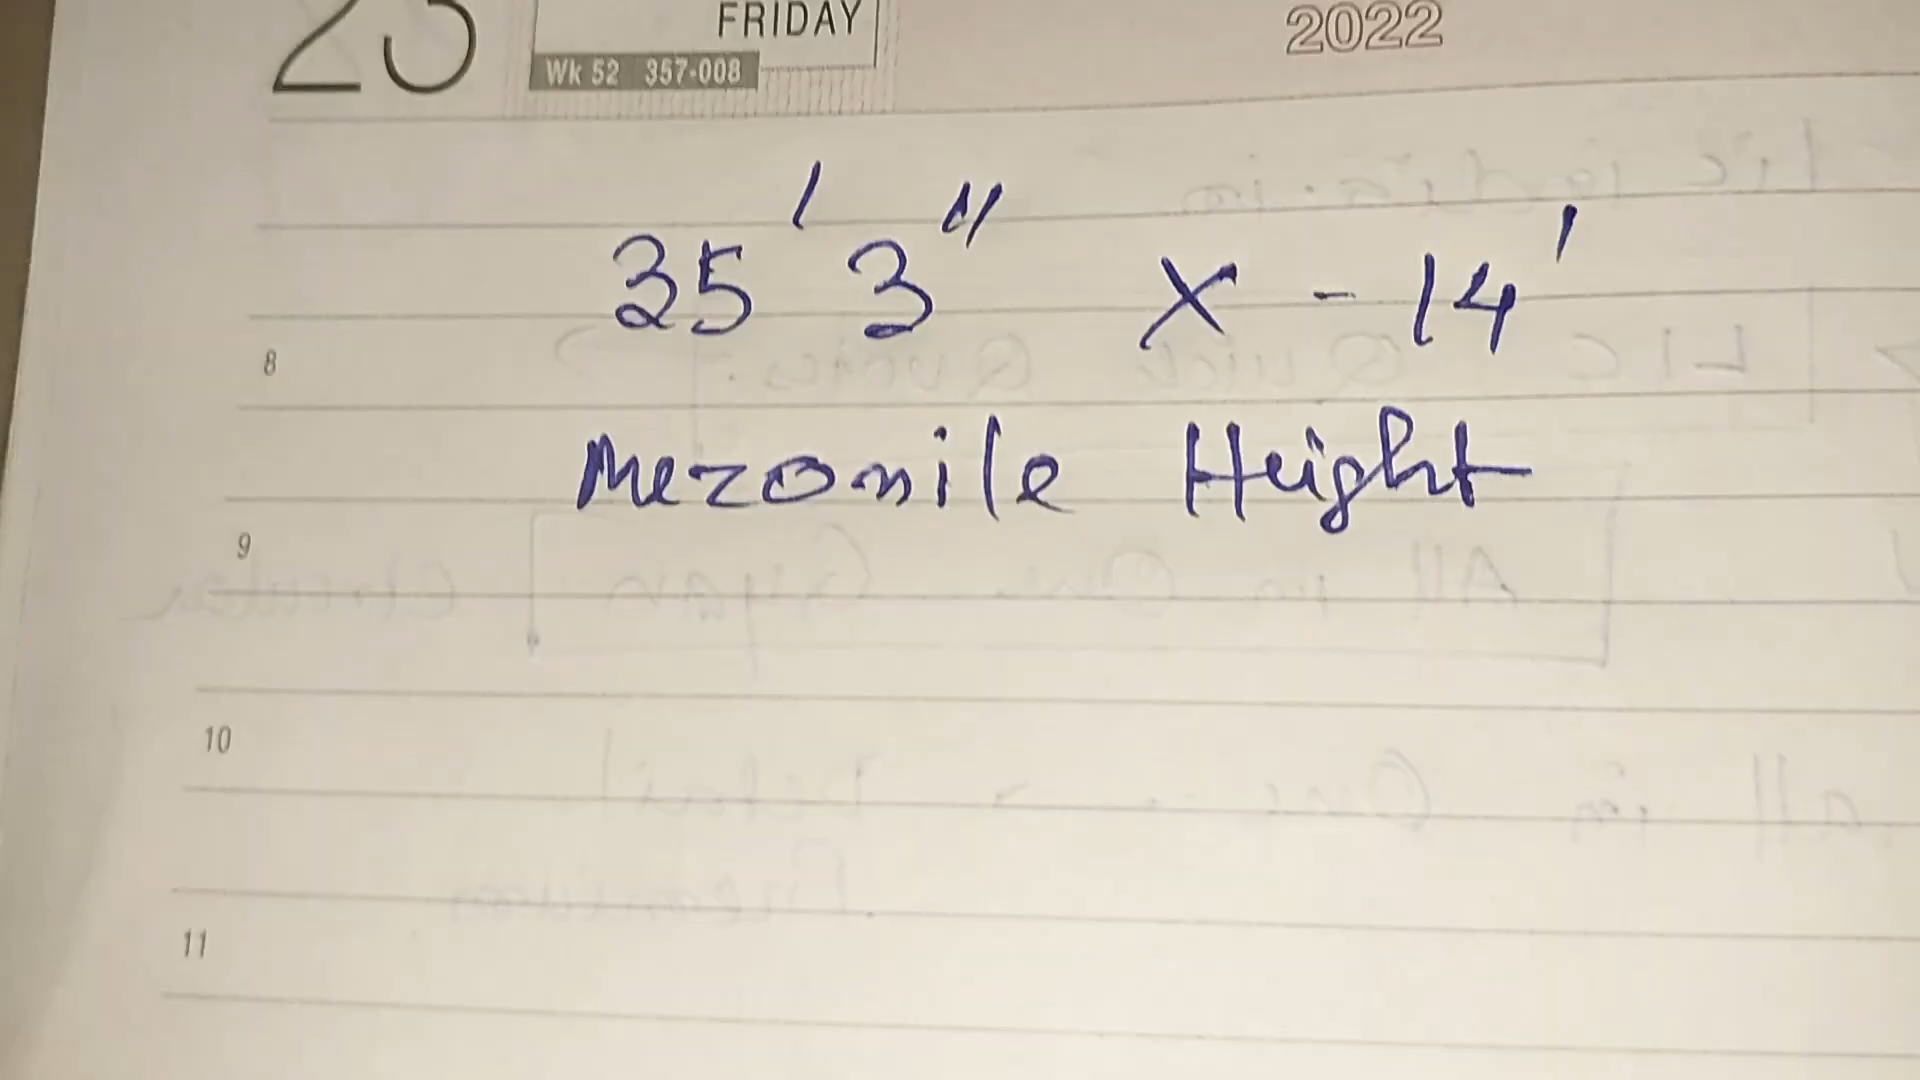 23 FRIDAY 2022
Wk 52 357-008
35' 3" X - 14'
8
Mezonile Height
9
10
11